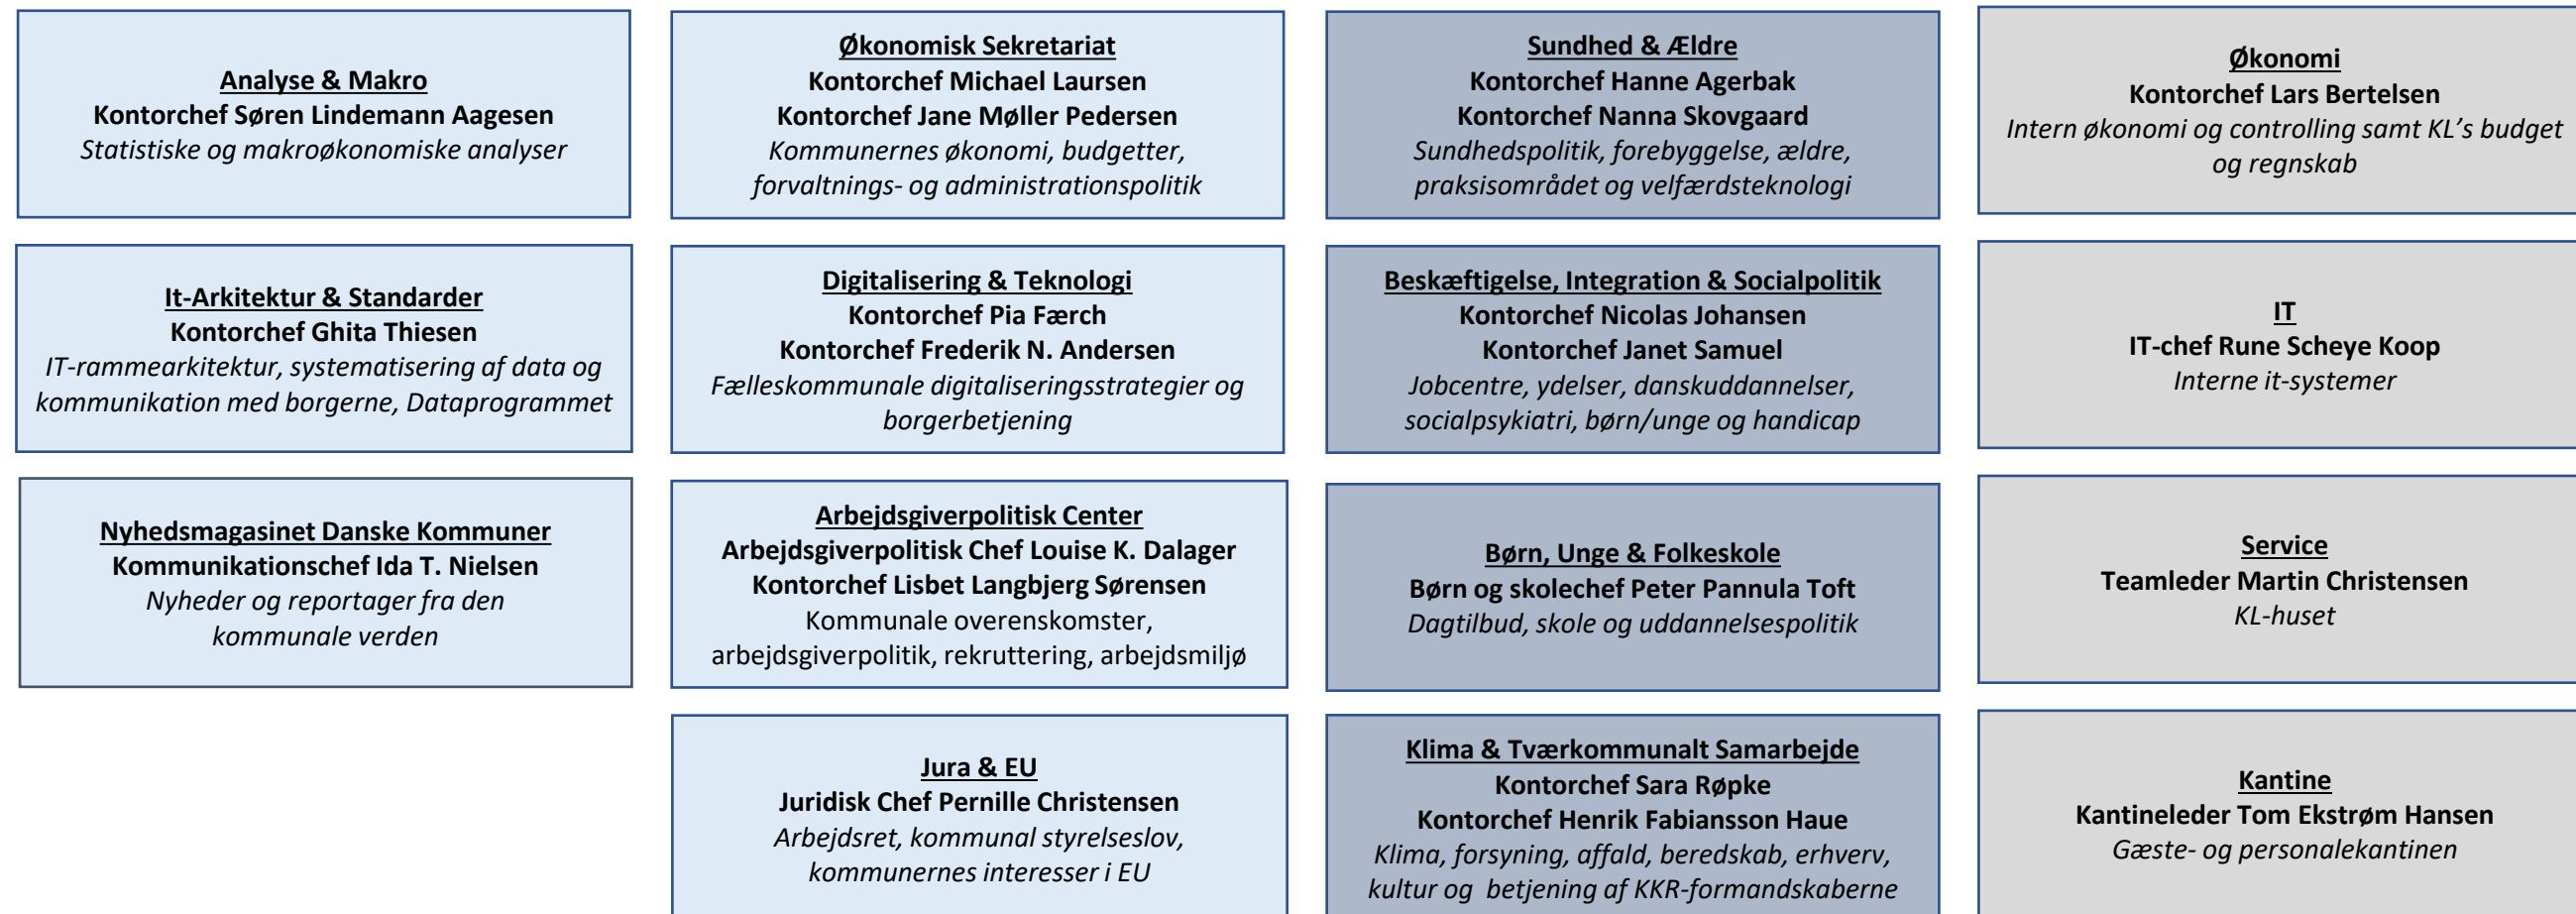 Analyse & Makro
Kontorchef Søren Lindemann Aagesen
Statistiske og makroøkonomiske analyser
Økonomisk Sekretariat
Kontorchef Michael Laursen
Kontorchef Jane Møller Pedersen
Kommunernes økonomi, budgetter,
forvaltnings- og administrationspolitik
Sundhed & Ældre
Kontorchef Hanne Agerbak
Kontorchef Nanna Skovgaard
Sundhedspolitik, forebyggelse, ældre,
praksisområdet og velfærdsteknologi
Økonomi
Kontorchef Lars Bertelsen
Intern økonomi og controlling samt KL’s budget
og regnskab
It-Arkitektur & Standarder
Kontorchef Ghita Thiesen
IT-rammearkitektur, systematisering af data og
kommunikation med borgerne, Dataprogrammet
Digitalisering & Teknologi
Kontorchef Pia Færch
Kontorchef Frederik N. Andersen
Fælleskommunale digitaliseringsstrategier og
borgerbetjening
Beskæftigelse, Integration & Socialpolitik
Kontorchef Nicolas Johansen
Kontorchef Janet Samuel
Jobcentre, ydelser, danskuddannelser,
socialpsykiatri, børn/unge og handicap
IT
IT-chef Rune Scheye Koop
Interne it-systemer
Nyhedsmagasinet Danske Kommuner
Kommunikationschef Ida T. Nielsen
Nyheder og reportager fra den
kommunale verden
Arbejdsgiverpolitisk Center
Arbejdsgiverpolitisk Chef Louise K. Dalager
Kontorchef Lisbet Langbjerg Sørensen
Kommunale overenskomster,
arbejdsgiverpolitik, rekruttering, arbejdsmiljø
Børn, Unge & Folkeskole
Børn og skolechef Peter Pannula Toft
Dagtilbud, skole og uddannelsespolitik
Service
Teamleder Martin Christensen
KL-huset
Jura & EU
Juridisk Chef Pernille Christensen
Arbejdsret, kommunal styrelseslov,
kommunernes interesser i EU
Klima & Tværkommunalt Samarbejde
Kontorchef Sara Røpke
Kontorchef Henrik Fabiansson Haue
Klima, forsyning, affald, beredskab, erhverv,
kultur og betjening af KKR-formandskaberne
Kantine
Kantineleder Tom Ekstrøm Hansen
Gæste- og personalekantinen